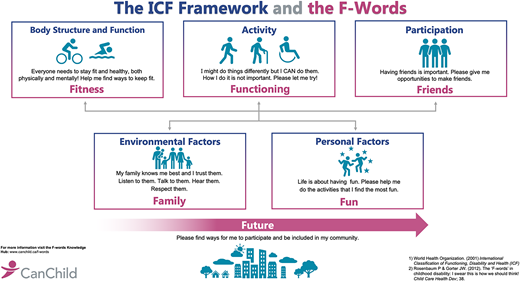 The ICF Framework and the F-Words
Body Structure and Function
Everyone needs to stay fit and healthy, both
physically and mentally! Help me find ways to keep fit.
Fitness
Activity
I might do things differently but I CAN do them.
How I do it is not important. Please let me try!
Functioning
Participation
Having friends is important. Please give me
opportunities to make friends.
Friends
Environmental Factors
My family knows me best and I trust them.
Listen to them. Talk to them. Hear them.
Respect them.
Family
Personal Factors
Life is about having fun. Please help me
do the activities that I find the most fun.
Fun
Future
Please find ways for me to participate and be included in my community.
For more information visit the F-words Knowledge
Hub: www.canchild.ca/f-words
CanChild
1) World Health Organization. (2001) International
Classification of Functioning, Disability and Health (ICF)
2) Rosenbaum P & Gorter JW. (2012). The 'F-words' in
childhood disability: I swear this is how we should think!
Child Care Health Dev; 38.